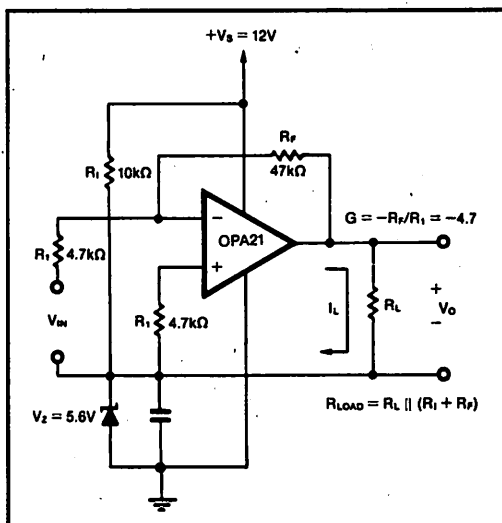 +Vs = 12V
RF
47kΩ
RI
10kΩ
G = −RF/R1 = −4.7
−
OPA21
+
R1
4.7kΩ
R1
4.7kΩ
VIN
IL
RL
+
VO
−
VZ = 5.6V
RLOAD = RL || (RI + RF)